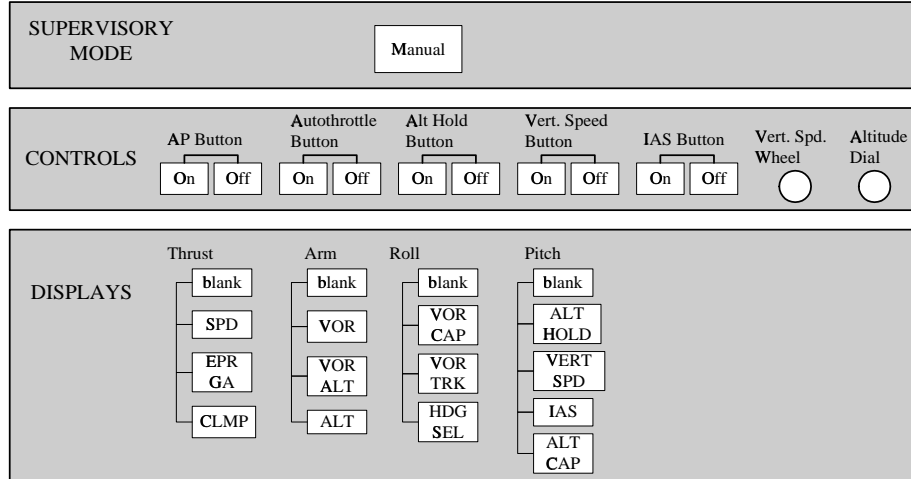 SUPERVISORY
MODE
Manual
CONTROLS
AP Button
On Off
Autothrottle
Button
On Off
Alt Hold
Button
On Off
Vert. Speed
Button
On Off
IAS Button
On Off
Vert. Spd.
Wheel
Altitude
Dial
DISPLAYS
Thrust
blank
SPD
EPR
GA
CLMP
Arm
blank
VOR
VOR
ALT
ALT
Roll
blank
VOR
CAP
VOR
TRK
HDG
SEL
Pitch
blank
ALT
HOLD
VERT
SPD
IAS
ALT
CAP